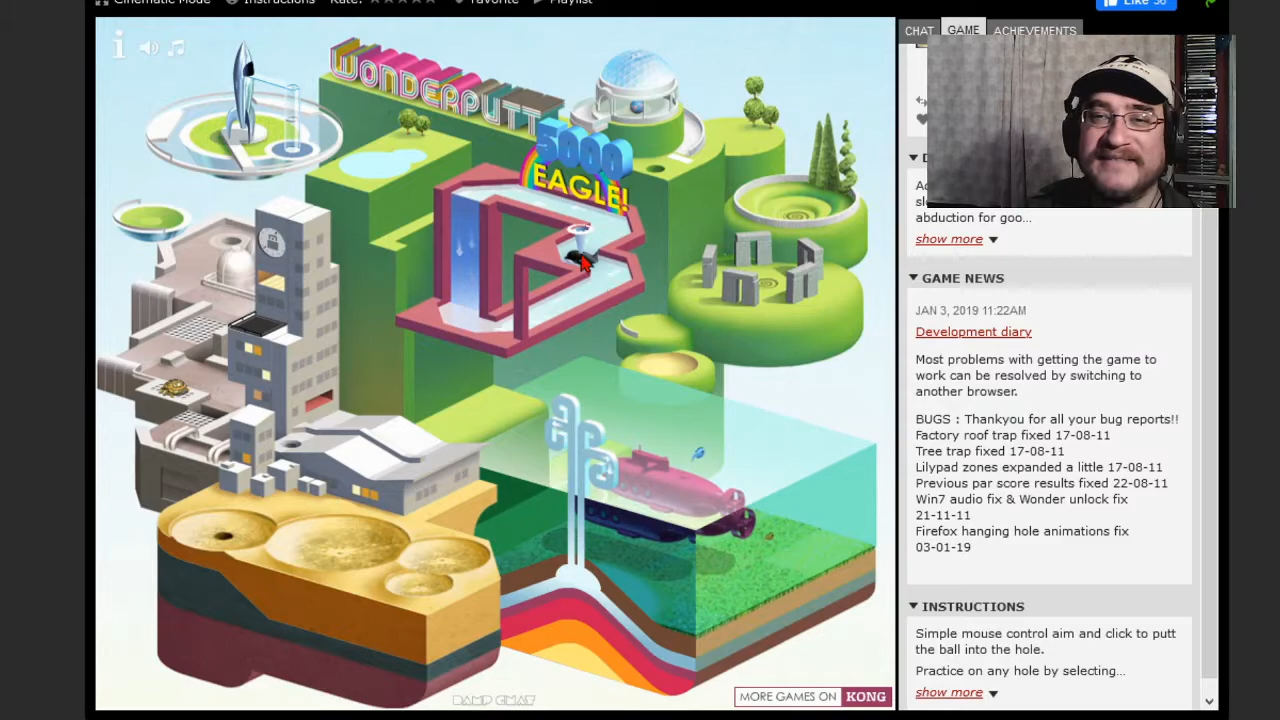 Cinematic Mode
Instructions
Rate:
Favorite
Playlist
Like 36
CHAT
GAME
ACHIEVEMENTS
WONDERPUTT
5000
EAGLE!
abduction for goo...
show more
GAME NEWS
JAN 3, 2019 11:22AM
Development diary
Most problems with getting the game to
work can be resolved by switching to
another browser.
BUGS : Thankyou for all your bug reports!!
Factory roof trap fixed 17-08-11
Tree trap fixed 17-08-11
Lilypad zones expanded a little 17-08-11
Previous par score results fixed 22-08-11
Win7 audio fix & Wonder unlock fix
21-11-11
Firefox hanging hole animations fix
03-01-19
INSTRUCTIONS
Simple mouse control aim and click to putt
the ball into the hole.
Practice on any hole by selecting...
show more
DAMP GNAT
MORE GAMES ON KONG